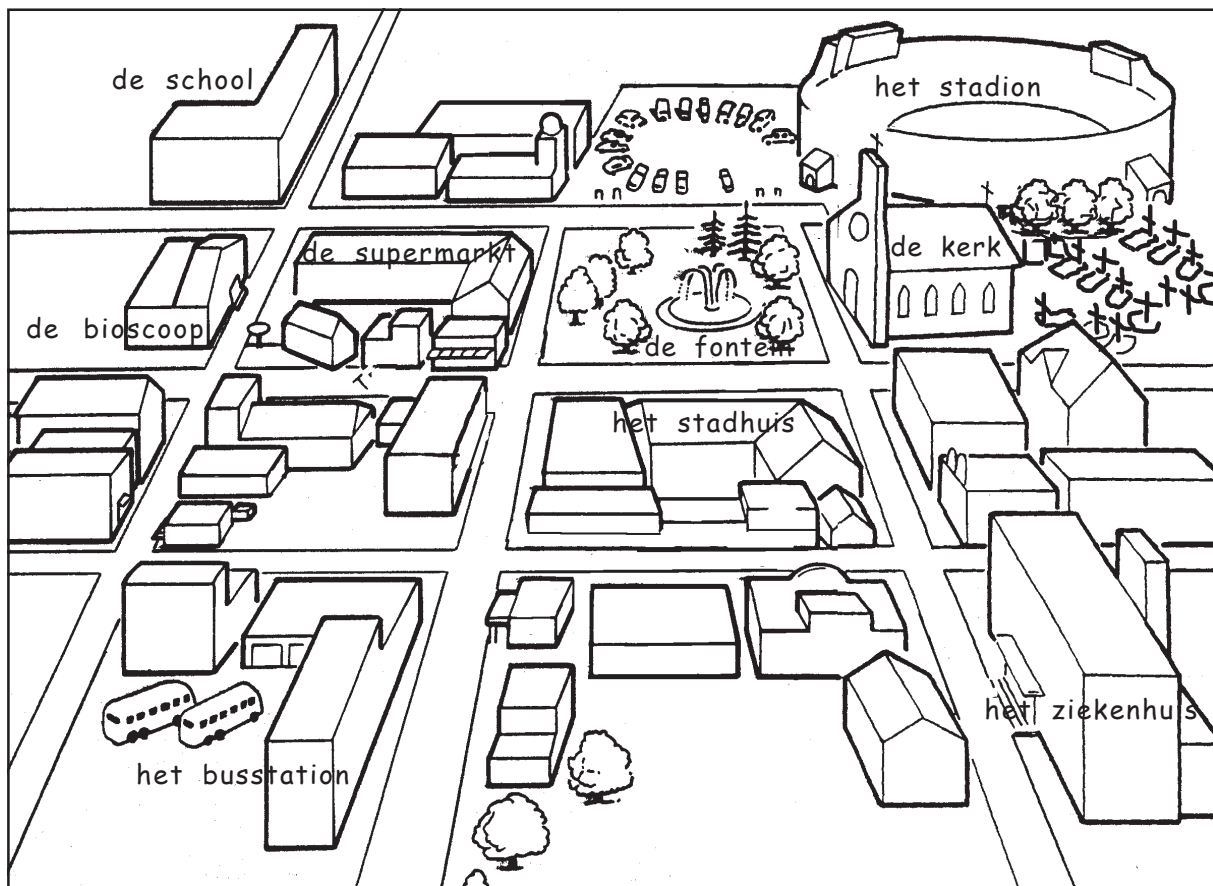 de school
het stadion
de supermarkt
de kerk
de bioscoop
de fontein
het stadhuis
het ziekenhuis
het busstation